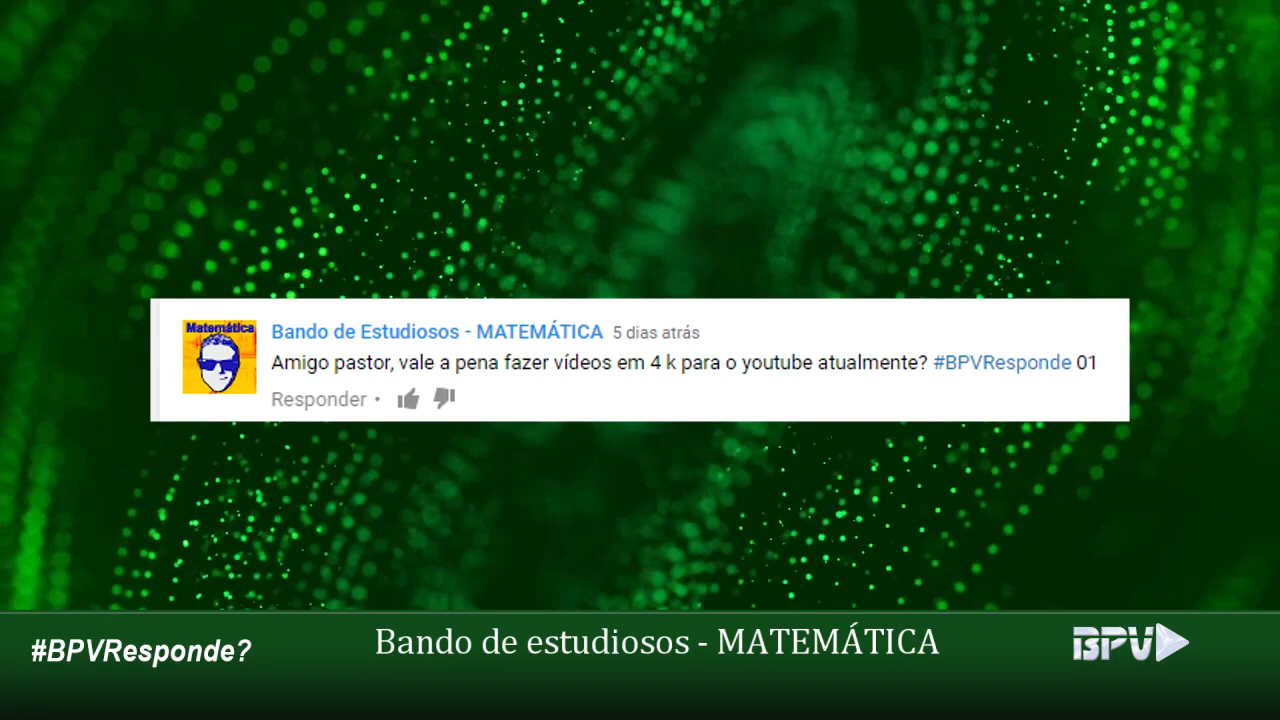 Matemática
Bando de Estudiosos - MATEMÁTICA 5 dias atrás
Amigo pastor, vale a pena fazer vídeos em 4 k para o youtube atualmente? #BPVResponde 01
Responder •
#BPVResponde?
Bando de estudiosos - MATEMÁTICA
BPV